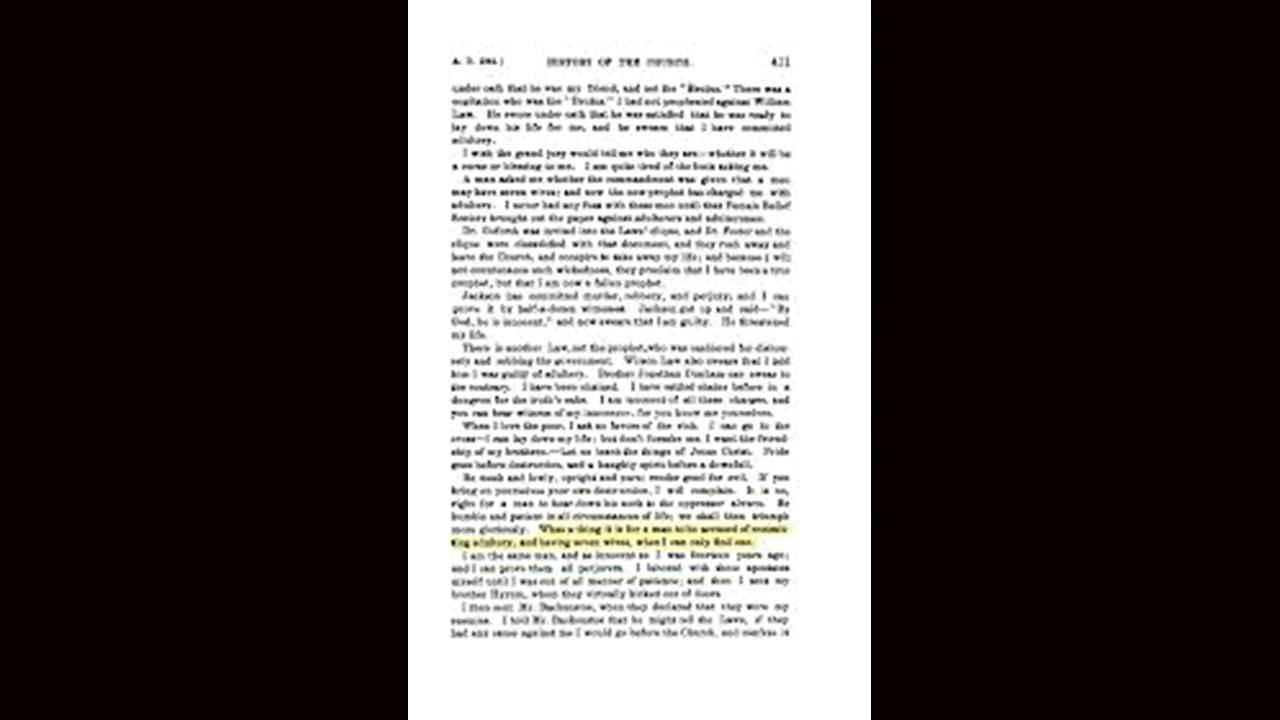 HISTORY OF THE CHURCH. 411
under oath that he was my friend, and not the "Brutus." There was a
speculation who was the "Brutus." I had not prophesied against William
Law. He swore under oath that he was satisfied that he was ready to
lay down his life for me, and he swears that I have committed
adultery.
I wish the grand jury would tell me who they are—whether it will be
a curse or blessing to me. I am quite tired of the fools asking me.
A man asked me whether the commandment was given that a man
may have seven wives; and now the new prophet has charged me with
adultery. I never had any fuss with these men until that Female Relief
Society brought out the paper against adulterers and adulteresses.
Dr. Goforth was invited into the Laws' clique, and Dr. Foster and the
clique were dissatisfied with that document, and they rush away and
leave the Church, and conspire to take away my life; and because I will
not countenance such wickedness, they proclaim that I have been a true
prophet, but that I am now a fallen prophet.
Jackson has committed murder, robbery, and perjury; and I can
prove it by half-a-dozen witnesses. Jackson got up and said—"By
God, he is innocent," and now swears that I am guilty. He threatened
my life.
There is another Law, not the prophet, who was cashiered for dishon-
esty and robbing the government. Wilson Law also swears that I told
him I was guilty of adultery. Brother Jonathan Dunham can swear to
the contrary. I have been chained. I have rattled chains before in a
dungeon for the truth's sake. I am innocent of all these charges, and
you can bear witness of my innocence, for you know me yourselves.
When I love the poor, I ask no favors of the rich. I can go to the
cross—I can lay down my life; but don't forsake me. I want the friend-
ship of my brethren.—Let us teach the things of Jesus Christ. Pride
goes before destruction, and a haughty spirit before a downfall.
Be meek and lowly, upright and pure; render good for evil. If you
bring on yourselves your own destruction, I will complain. It is not
right for a man to bear down his neck to the oppressor always. Be
humble and patient in all circumstances of life; we shall then triumph
more gloriously. What a thing it is for a man to be accused of commit-
ting adultery, and having seven wives, when I can only find one.
I am the same man, and as innocent as I was fourteen years ago;
and I can prove them all perjurers. I labored with these apostates
myself until I was out of all manner of patience; and then I sent my
brother Hyrum, whom they virtually kicked out of doors.
I then sent Mr. Backenstos, when they declared that they were my
enemies. I told Mr. Backenstos that he might tell the Laws, if they
had any cause against me I would go before the Church, and confess it